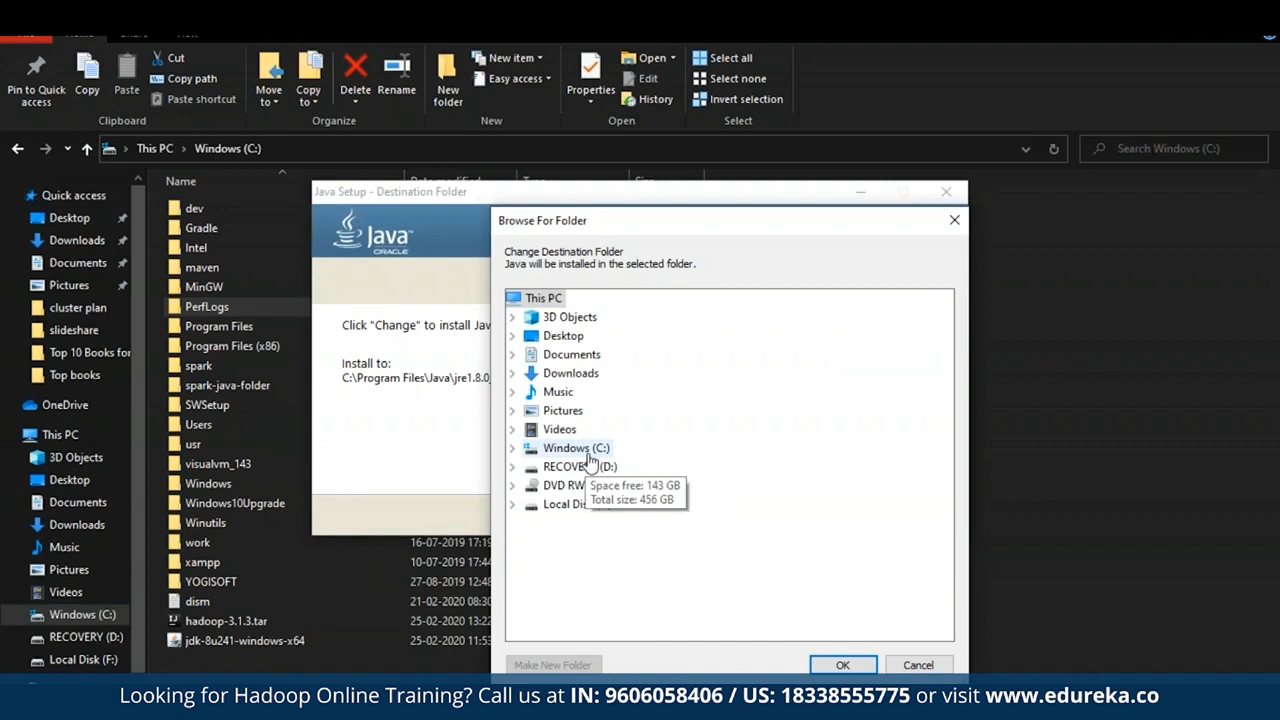 Cut
Copy path
Paste shortcut
Pin to Quick
access
Copy
Paste
Clipboard
Move
to
Copy
to
Delete
Rename
Organize
New
folder
New item
Easy access
New
Properties
Open
Edit
History
Open
Select all
Select none
Invert selection
Select
This PC
Windows (C:)
Search Windows (C:)
Quick access
Desktop
Downloads
Documents
Pictures
cluster plan
slideshare
Top 10 Books for
Top books
OneDrive
This PC
3D Objects
Desktop
Documents
Downloads
Music
Pictures
Videos
Windows (C:)
RECOVERY (D:)
Local Disk (F:)
Name
dev
Gradle
Intel
maven
MinGW
PerfLogs
Program Files
Program Files (x86)
spark
spark-java-folder
SWSetup
Users
usr
visualvm_143
Windows
Windows10Upgrade
Winutils
work
16-07-2019 17:19
xampp
10-07-2019 17:44
YOGISOFT
27-08-2019 12:48
dism
21-02-2020 08:30
hadoop-3.1.3.tar
25-02-2020 13:22
jdk-8u241-windows-x64
25-02-2020 11:53
Java Setup - Destination Folder
Java
ORACLE
Click "Change" to install Jav
Install to:
C:\Program Files\Java\jre1.8.0_
Browse For Folder
Change Destination Folder
Java will be installed in the selected folder.
This PC
3D Objects
Desktop
Documents
Downloads
Music
Pictures
Videos
Windows (C:)
RECOVE (D:)
DVD RW
Local Di
Space free: 143 GB
Total size: 456 GB
Make New Folder
OK
Cancel
Looking for Hadoop Online Training? Call us at IN: 9606058406 / US: 18338555775 or visit www.edureka.co